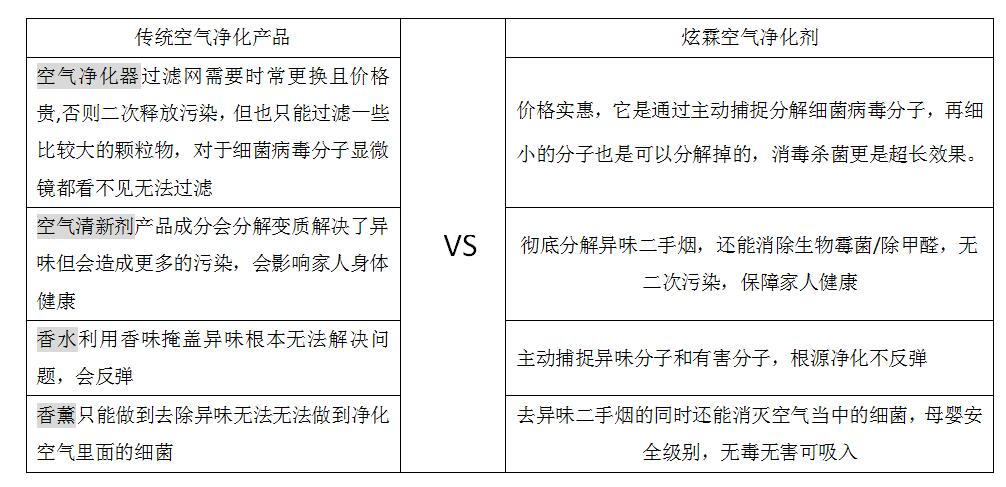 传统空气净化产品
炫霖空气净化剂
空气净化器过滤网需要时常更换且价格
贵,否则二次释放污染，但也只能过滤一些
比较大的颗粒物，对于细菌病毒分子显微
镜都看不见无法过滤
价格实惠，它是通过主动捕捉分解细菌病毒分子，再细
小的分子也是可以分解掉的，消毒杀菌更是超长效果。
空气清新剂产品成分会分解变质解决了异
味但会造成更多的污染，会影响家人身体
健康
VS
彻底分解异味二手烟，还能消除生物霉菌/除甲醛，无
二次污染，保障家人健康
香水利用香味掩盖异味根本无法解决问
题，会反弹
主动捕捉异味分子和有害分子，根源净化不反弹
香薰只能做到去除异味无法无法做到净化
空气里面的细菌
去异味二手烟的同时还能消灭空气当中的细菌，母婴安
全级别，无毒无害可吸入